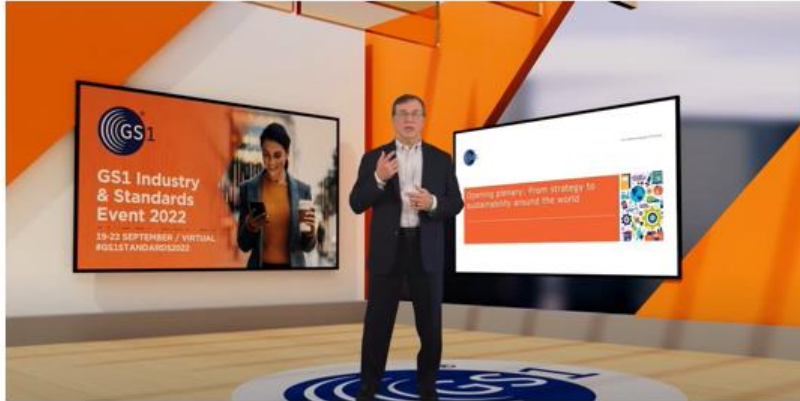 GS1
GS1 Industry
& Standards
Event 2022
19-23 SEPTEMBER / VIRTUAL
#GS1STANDARDS2022
Opening plenary: From strategy to
sustainability around the world
GS1